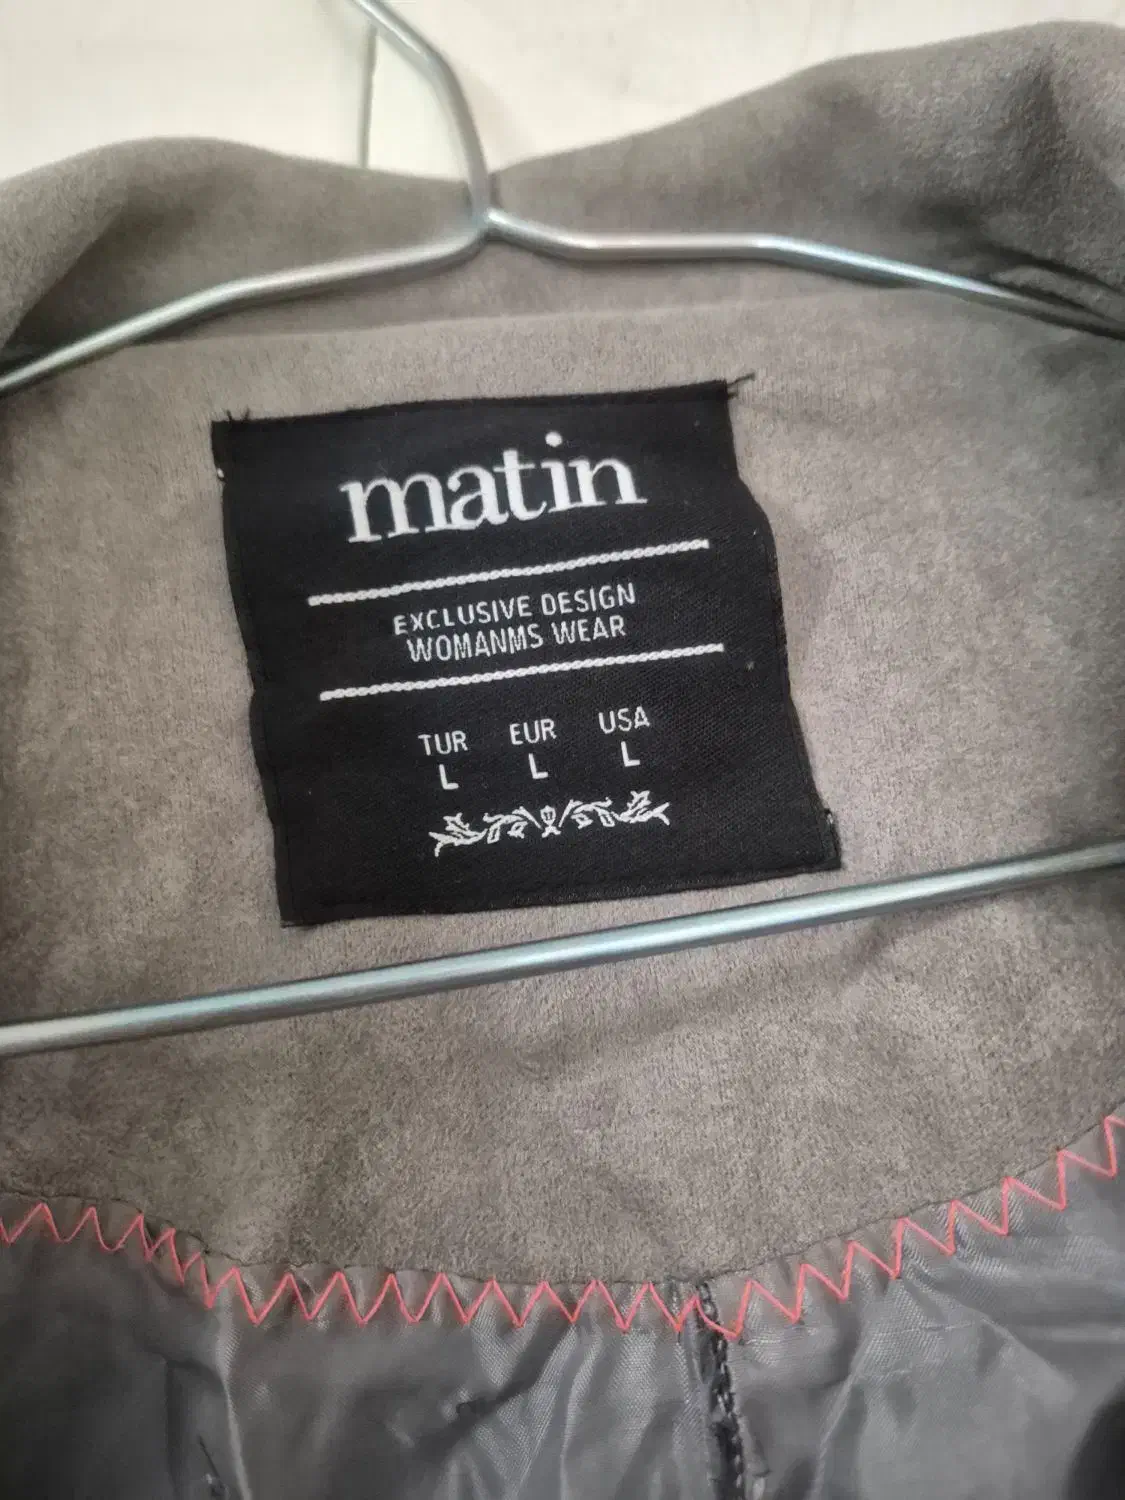 matin
EXCLUSIVE DESIGN
WOMANMS WEAR
TUR EUR USA
L L L